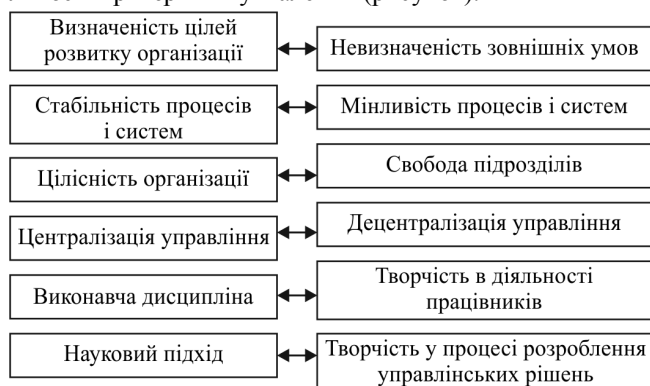 Визначеність цілей
розвитку організації
Невизначеність зовнішніх умов
Стабільність процесів
і систем
Мінливість процесів і систем
Цілісність організації
Свобода підрозділів
Централізація управління
Децентралізація управління
Виконавча дисципліна
Творчість в діяльності
працівників
Науковий підхід
Творчість у процесі розроблення
управлінських рішень